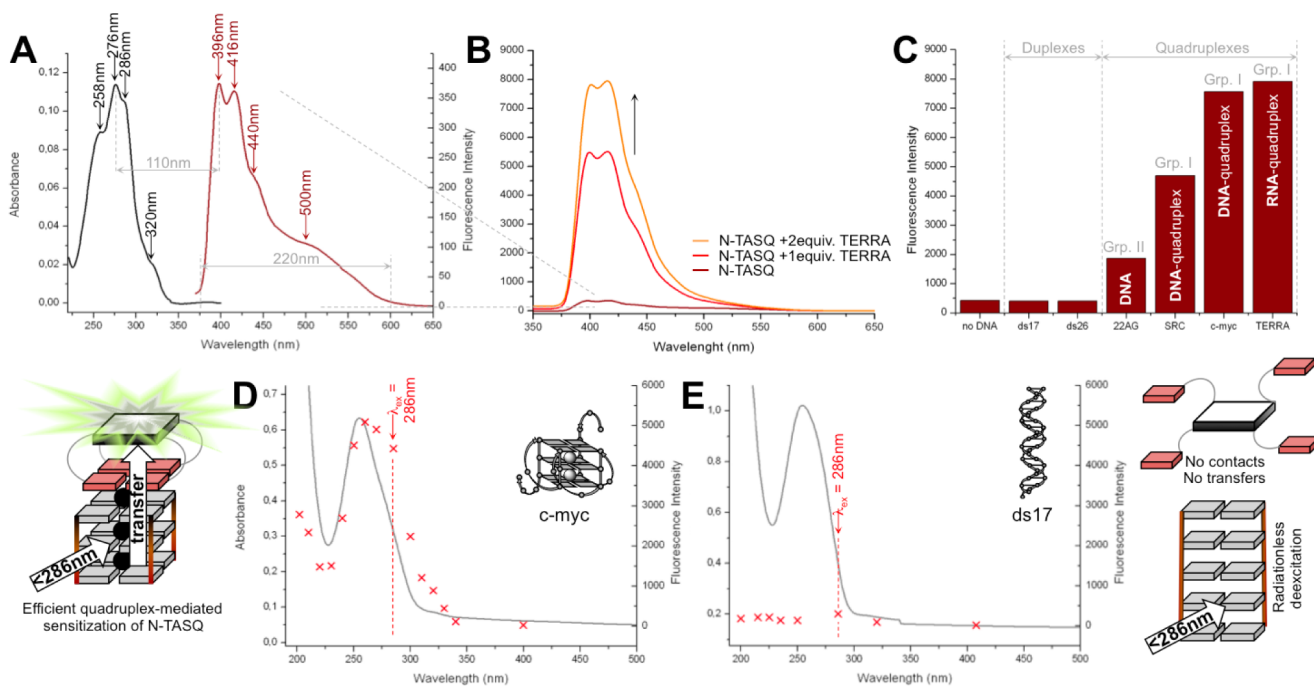 A
258nm
276nm
286nm
320nm
396nm
416nm
440nm
500nm
110nm
220nm
0.12
0.10
0.08
0.06
0.04
0.02
0.00
Absorbance
400
350
300
250
200
150
100
50
0
Fluorescence Intensity
250 300 350 400 450 500 550 600 650
Wavelength (nm)
B
9000
8000
7000
6000
5000
4000
3000
2000
1000
0
N-TASQ +2equiv. TERRA
N-TASQ +1equiv. TERRA
N-TASQ
350 400 450 500 550 600 650
Wavelenght (nm)
C
Duplexes
Quadruplexes
Fluorescence Intensity
9000
8000
7000
6000
5000
4000
3000
2000
1000
0
Grp. II
Grp. I
Grp. I
Grp. I
DNA
DNA-quadruplex
DNA-quadruplex
RNA-quadruplex
no DNA ds17 ds26 22AG SRC c-myc TERRA
transfer
<286nm
Efficient quadruplex-mediated
sensitization of N-TASQ
D
λex =
286nm
c-myc
Absorbance
0,7
0,6
0,5
0,4
0,3
0,2
0,1
0,0
6000
5000
4000
3000
2000
1000
0
Fluorescence Intensity
200 250 300 350 400 450 500
Wavelength (nm)
E
λex = 286nm
ds17
1,0
0,8
0,6
0,4
0,2
6000
5000
4000
3000
2000
1000
0
Fluorescence Intensity
200 250 300 350 400 450 500
Wavelength (nm)
No contacts
No transfers
Radiationless
deexcitation
<286nm